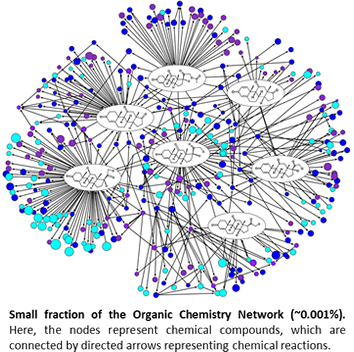 Small fraction of the Organic Chemistry Network (~0.001%).
Here, the nodes represent chemical compounds, which are
connected by directed arrows representing chemical reactions.